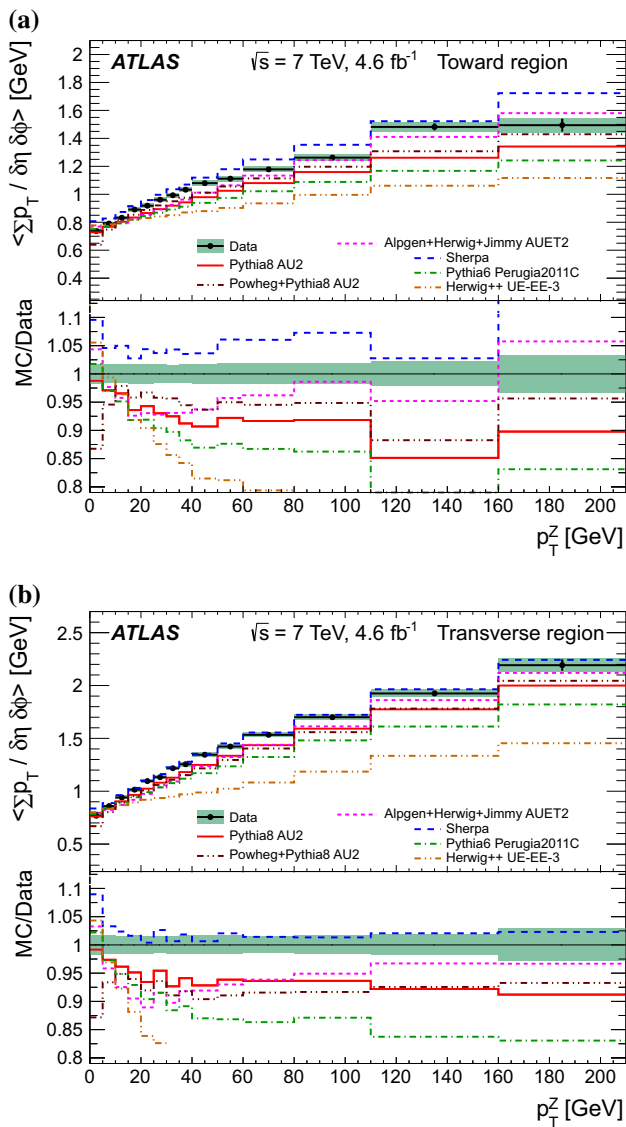 (a)
ATLAS √s = 7 TeV, 4.6 fb⁻¹ Toward region
<Σp_T / δη δφ> [GeV]
2
1.8
1.6
1.4
1.2
1
0.8
0.6
0.4
Data
Pythia8 AU2
Powheg+Pythia8 AU2
Alpgen+Herwig+Jimmy AUET2
Sherpa
Pythia6 Perugia2011C
Herwig++ UE-EE-3
MC/Data
1.1
1.05
1
0.95
0.9
0.85
0.8
0 20 40 60 80 100 120 140 160 180 200
p_T^Z [GeV]
(b)
ATLAS √s = 7 TeV, 4.6 fb⁻¹ Transverse region
<Σp_T / δη δφ> [GeV]
2.5
2
1.5
1
0.5
Data
Pythia8 AU2
Powheg+Pythia8 AU2
Alpgen+Herwig+Jimmy AUET2
Sherpa
Pythia6 Perugia2011C
Herwig++ UE-EE-3
MC/Data
1.1
1.05
1
0.95
0.9
0.85
0.8
0 20 40 60 80 100 120 140 160 180 200
p_T^Z [GeV]